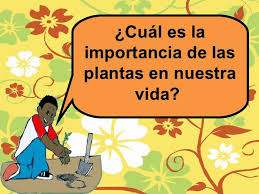 ¿Cuál es la
importancia de las
plantas en nuestra
vida?